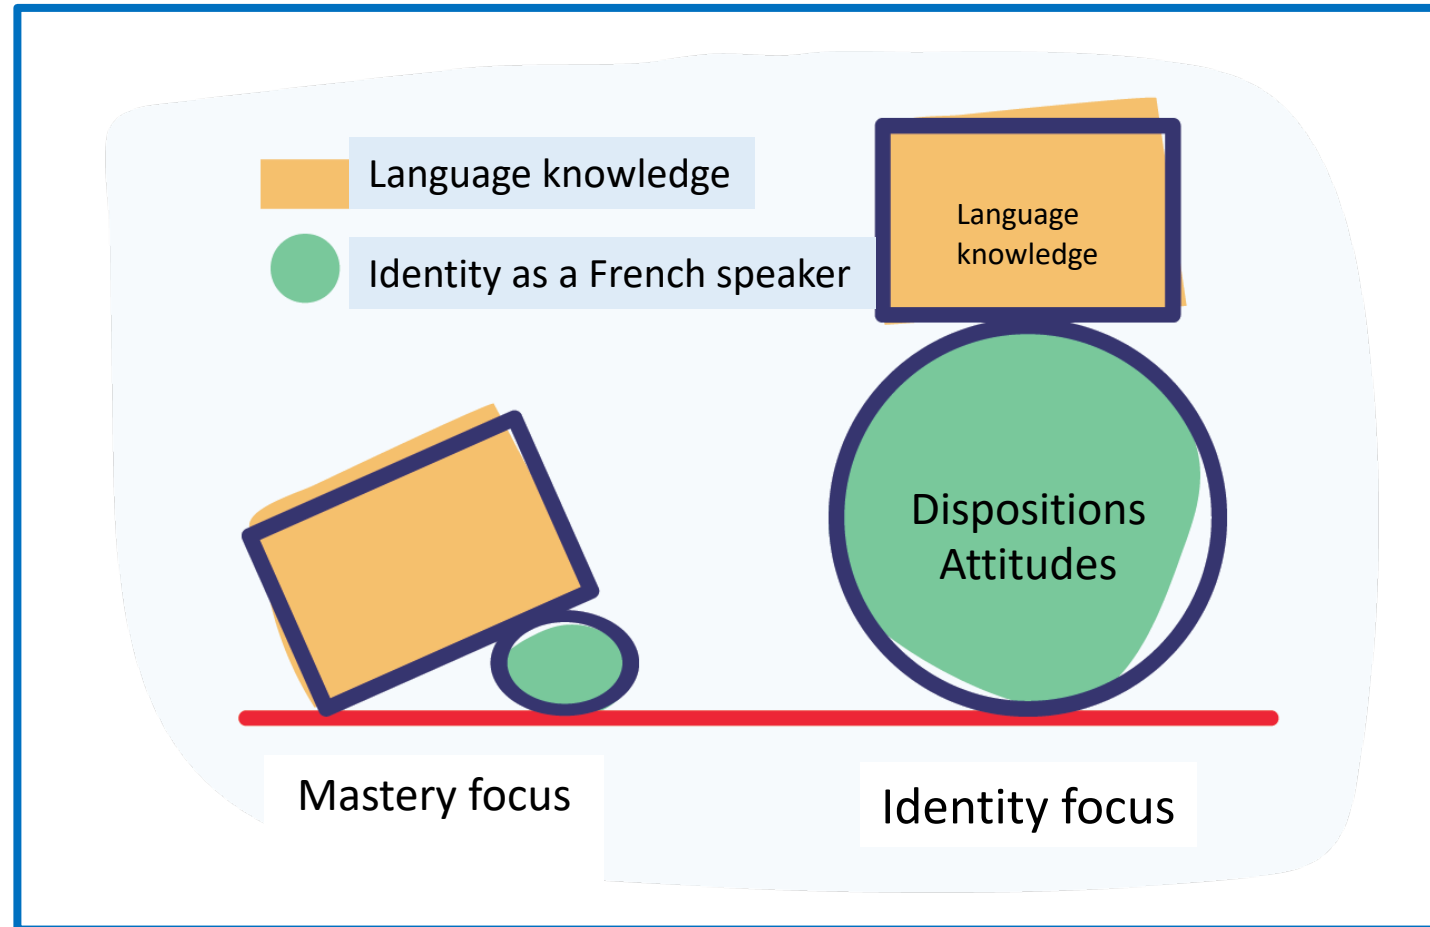 Language knowledge
Identity as a French speaker
Language
knowledge
Dispositions
Attitudes
Mastery focus
Identity focus